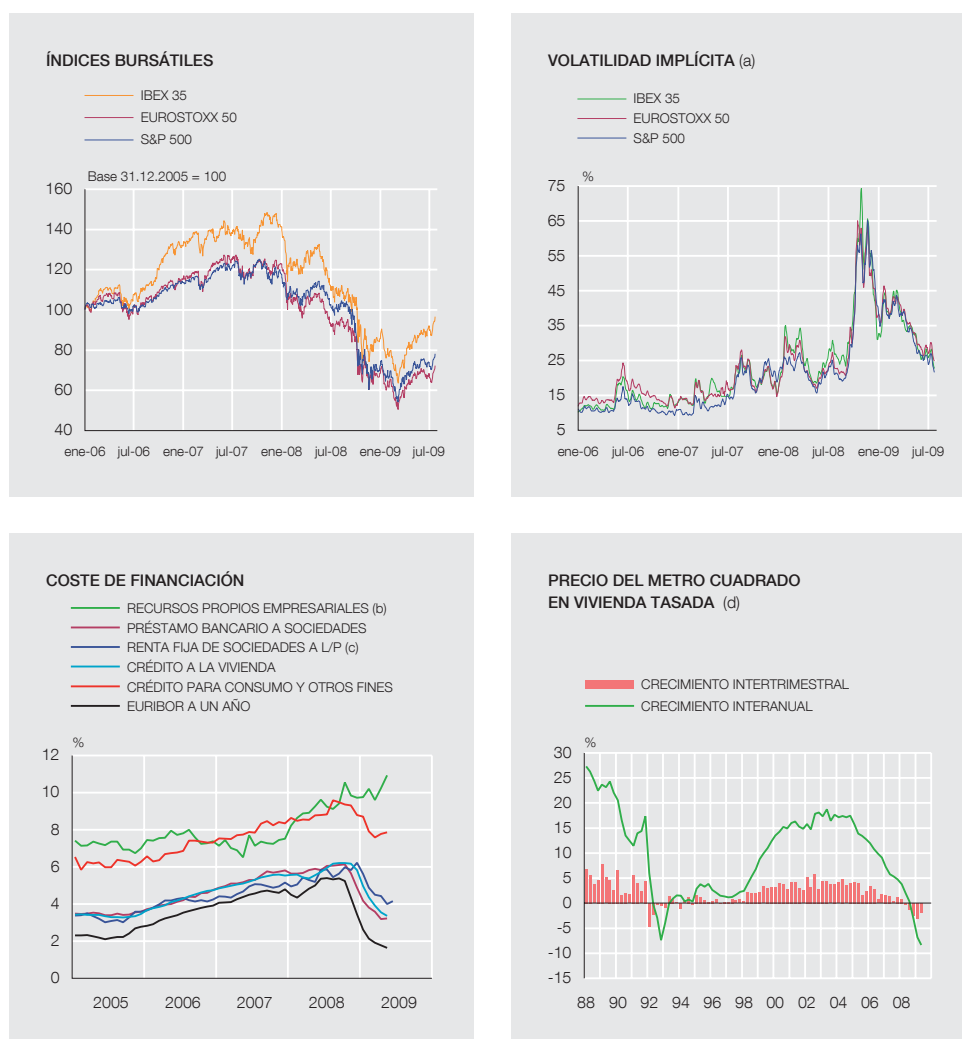 ÍNDICES BURSÁTILES
IBEX 35
EUROSTOXX 50
S&P 500
Base 31.12.2005 = 100
160
140
120
100
80
60
40
ene-06 jul-06 ene-07 jul-07 ene-08 jul-08 ene-09 jul-09
VOLATILIDAD IMPLÍCITA (a)
IBEX 35
EUROSTOXX 50
S&P 500
%
75
65
55
45
35
25
15
5
ene-06 jul-06 ene-07 jul-07 ene-08 jul-08 ene-09 jul-09
COSTE DE FINANCIACIÓN
RECURSOS PROPIOS EMPRESARIALES (b)
PRÉSTAMO BANCARIO A SOCIEDADES
RENTA FIJA DE SOCIEDADES A L/P (c)
CRÉDITO A LA VIVIENDA
CRÉDITO PARA CONSUMO Y OTROS FINES
EURIBOR A UN AÑO
%
12
10
8
6
4
2
0
2005 2006 2007 2008 2009
PRECIO DEL METRO CUADRADO
EN VIVIENDA TASADA (d)
CRECIMIENTO INTERTRIMESTRAL
CRECIMIENTO INTERANUAL
%
30
25
20
15
10
5
0
-5
-10
-15
88 90 92 94 96 98 00 02 04 06 08